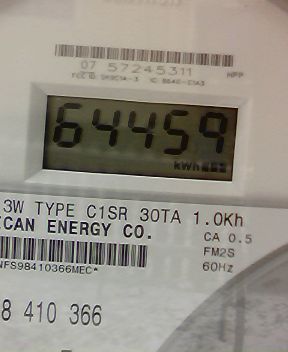 07 57245311 HPP
64459
kWh
3W TYPE C1SR 30TA 1.0Kh
CAN ENERGY CO. CA 0.5
FM2S
NFS98410366MEC* 60Hz
8 410 366